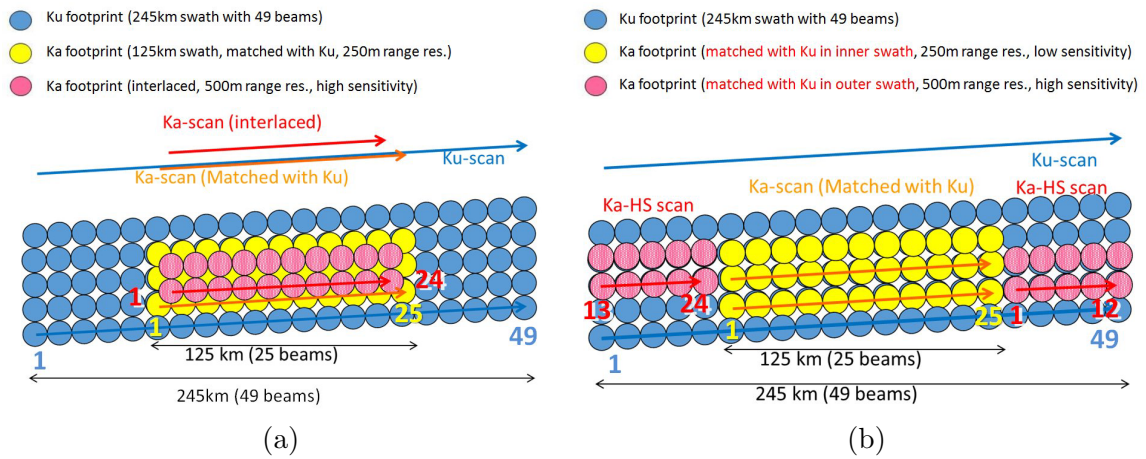 Ku footprint (245km swath with 49 beams)
Ka footprint (125km swath, matched with Ku, 250m range res.)
Ka footprint (interlaced, 500m range res., high sensitivity)
Ka-scan (interlaced)
Ku-scan
Ka-scan (Matched with Ku)
24
1
1
25
49
1
125 km (25 beams)
245km (49 beams)
(a)
Ku footprint (245km swath with 49 beams)
Ka footprint (matched with Ku in inner swath, 250m range res., low sensitivity)
Ka footprint (matched with Ku in outer swath, 500m range res., high sensitivity)
Ku-scan
Ka-scan (Matched with Ku)
Ka-HS scan
Ka-HS scan
13
24
1
25
1
12
49
1
125 km (25 beams)
245 km (49 beams)
(b)